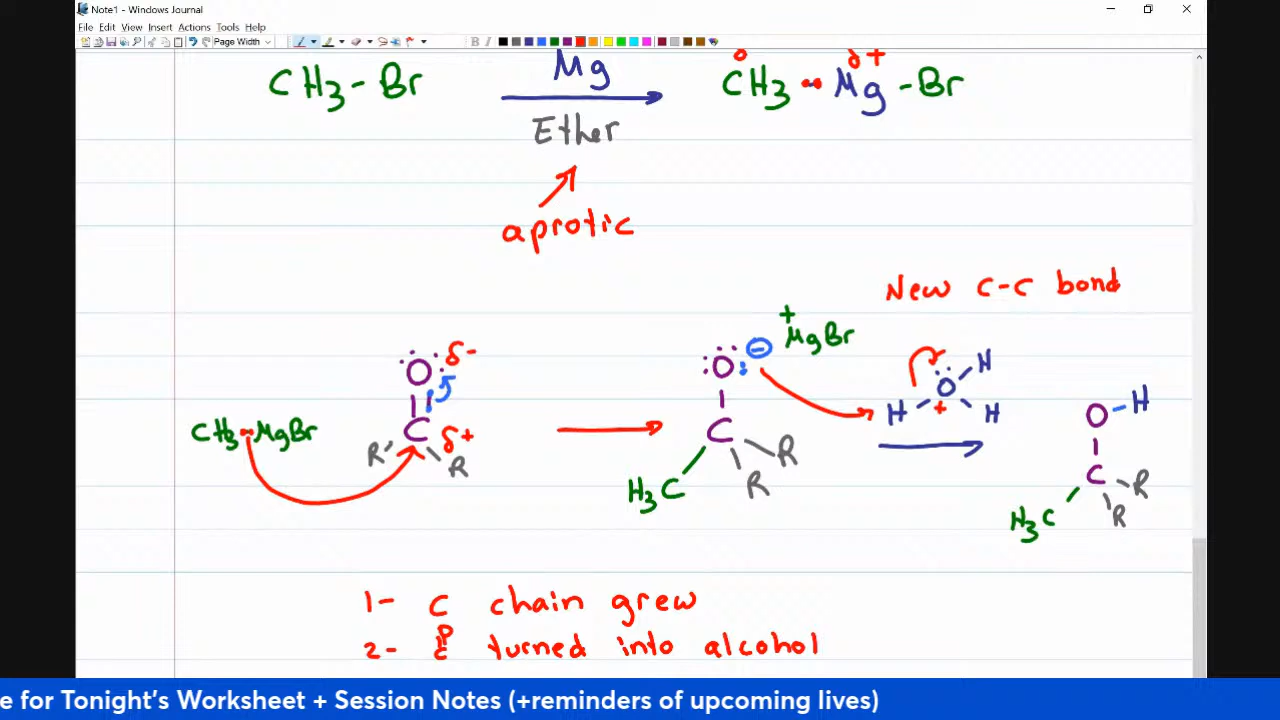 Note1 - Windows Journal
File Edit View Insert Actions Tools Help
Page Width
B I
CH3 - Br
Mg
Ether
δ+
CH3 Mg - Br
aprotic
New C-C bond
CH3 MgBr
O δ-
C δ+
R R
O −
+
MgBr
C
H3C R R
O H
H + H
O - H
C
H3C R R
1- C chain grew
2- turned into alcohol
e for Tonight's Worksheet + Session Notes (+reminders of upcoming lives)